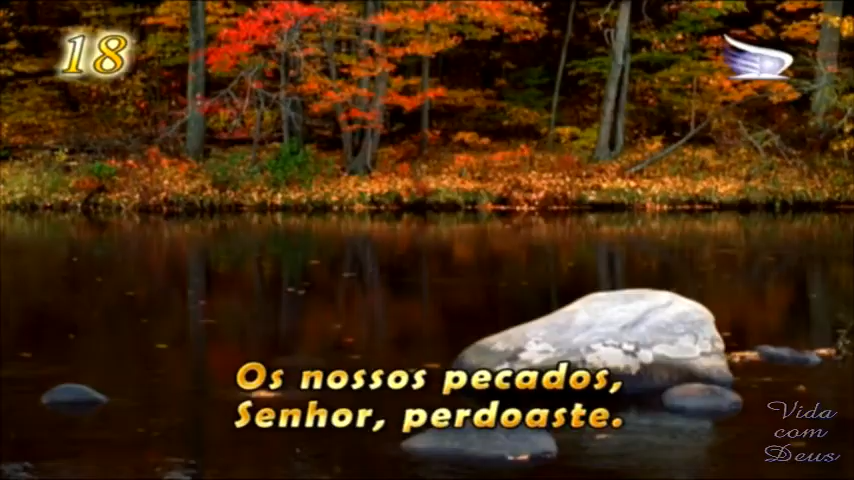 18
Os nossos pecados,
Senhor, perdoaste.
Vida
com
Deus